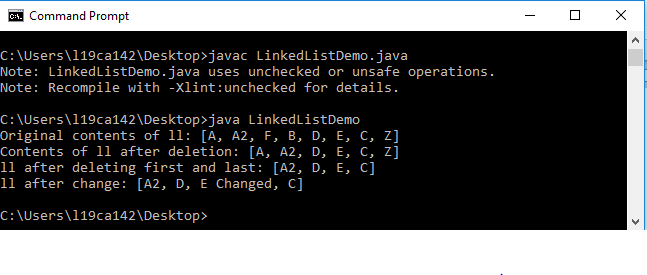 Command Prompt
C:\Users\l19ca142\Desktop>javac LinkedListDemo.java
Note: LinkedListDemo.java uses unchecked or unsafe operations.
Note: Recompile with -Xlint:unchecked for details.
C:\Users\l19ca142\Desktop>java LinkedListDemo
Original contents of ll: [A, A2, F, B, D, E, C, Z]
Contents of ll after deletion: [A, A2, D, E, C, Z]
ll after deleting first and last: [A2, D, E, C]
ll after change: [A2, D, E Changed, C]
C:\Users\l19ca142\Desktop>